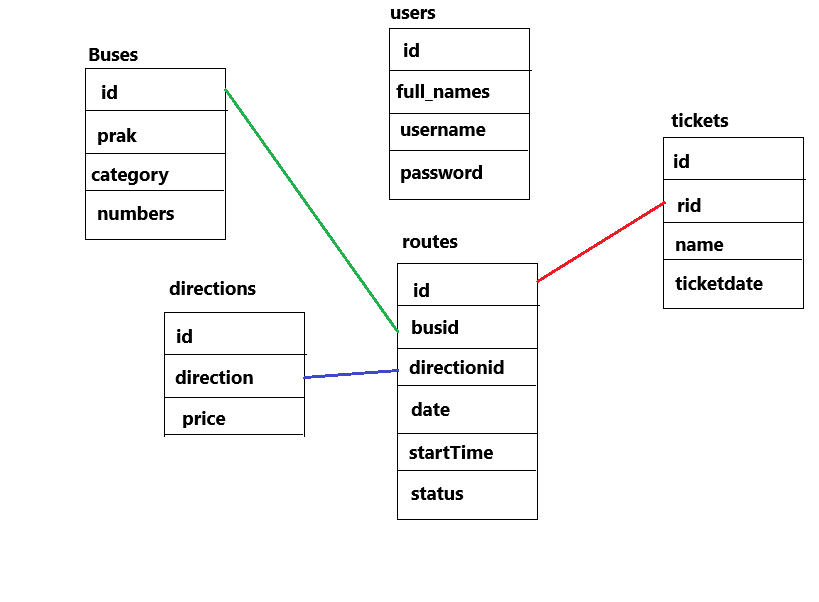 Buses
id
prak
category
numbers
users
id
full_names
username
password
tickets
id
rid
name
ticketdate
directions
id
direction
price
routes
id
busid
directionid
date
startTime
status